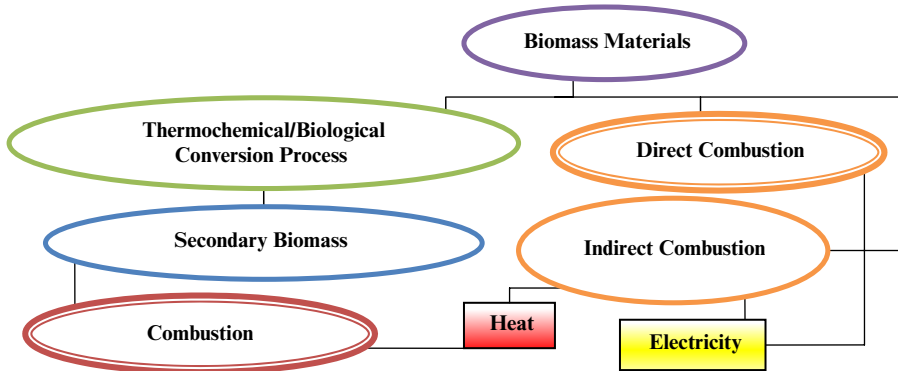 Biomass Materials
Thermochemical/Biological
Conversion Process
Direct Combustion
Secondary Biomass
Indirect Combustion
Combustion
Heat
Electricity